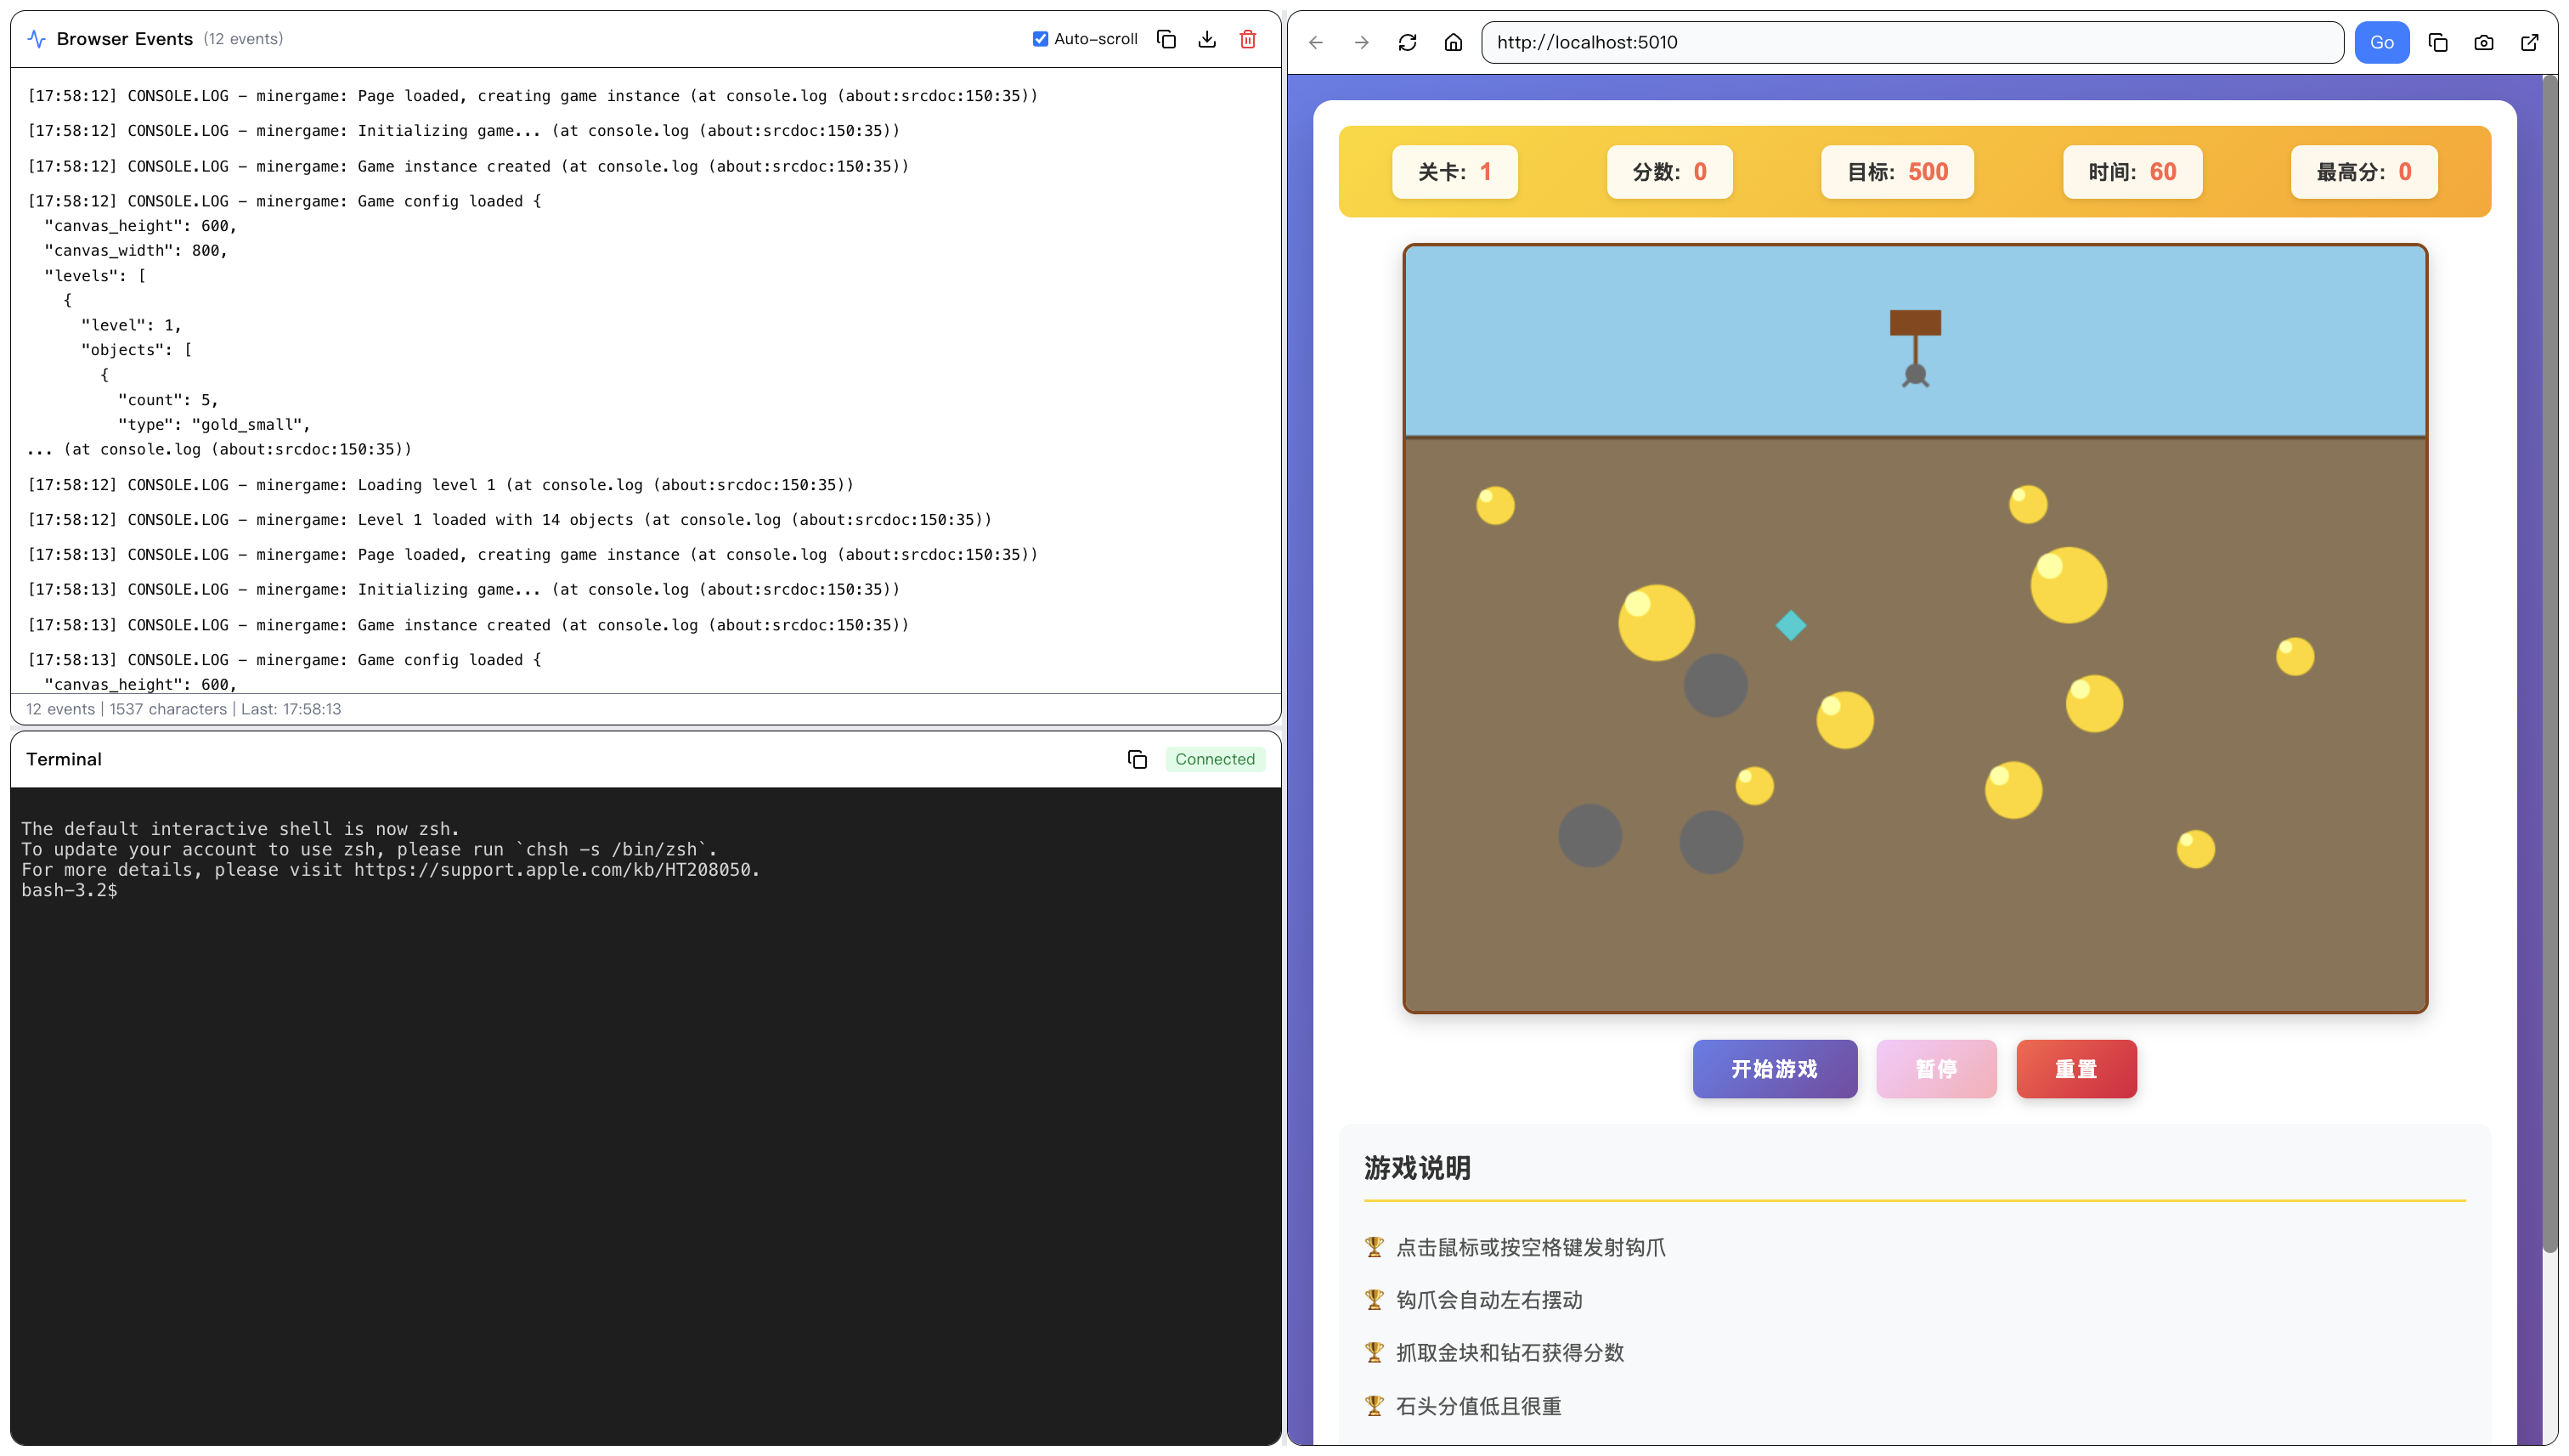 Browser Events (12 events)
Auto-scroll
[17:58:12] CONSOLE.LOG - minergame: Page loaded, creating game instance (at console.log (about:srcdoc:150:35))
[17:58:12] CONSOLE.LOG - minergame: Initializing game... (at console.log (about:srcdoc:150:35))
[17:58:12] CONSOLE.LOG - minergame: Game instance created (at console.log (about:srcdoc:150:35))
[17:58:12] CONSOLE.LOG - minergame: Game config loaded {
"canvas_height": 600,
"canvas_width": 800,
"levels": [
{
"level": 1,
"objects": [
{
"count": 5,
"type": "gold_small",
... (at console.log (about:srcdoc:150:35))
[17:58:12] CONSOLE.LOG - minergame: Loading level 1 (at console.log (about:srcdoc:150:35))
[17:58:12] CONSOLE.LOG - minergame: Level 1 loaded with 14 objects (at console.log (about:srcdoc:150:35))
[17:58:13] CONSOLE.LOG - minergame: Page loaded, creating game instance (at console.log (about:srcdoc:150:35))
[17:58:13] CONSOLE.LOG - minergame: Initializing game... (at console.log (about:srcdoc:150:35))
[17:58:13] CONSOLE.LOG - minergame: Game instance created (at console.log (about:srcdoc:150:35))
[17:58:13] CONSOLE.LOG - minergame: Game config loaded {
"canvas_height": 600,
12 events | 1537 characters | Last: 17:58:13
Terminal
Connected
The default interactive shell is now zsh.
To update your account to use zsh, please run `chsh -s /bin/zsh`.
For more details, please visit https://support.apple.com/kb/HT208050.
bash-3.2$
http://localhost:5010
Go
关卡: 1
分数: 0
目标: 500
时间: 60
最高分: 0
开始游戏
暂停
重置
游戏说明
🏆 点击鼠标或按空格键发射钩爪
🏆 钩爪会自动左右摆动
🏆 抓取金块和钻石获得分数
🏆 石头分值低且很重